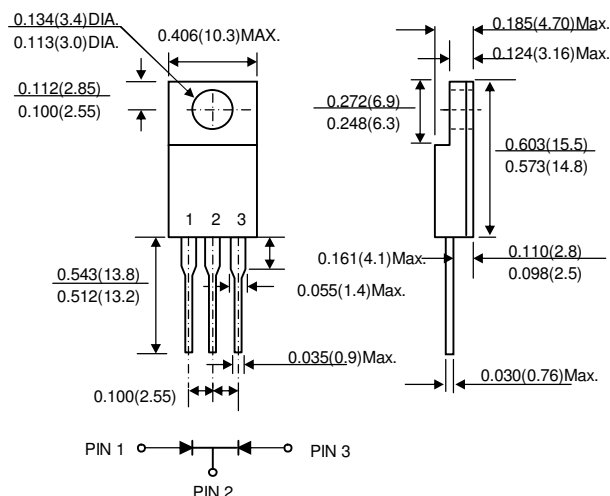 0.134(3.4)DIA.
0.113(3.0)DIA.
0.406(10.3)MAX.
0.112(2.85)
0.100(2.55)
1 2 3
0.543(13.8)
0.512(13.2)
0.161(4.1)Max.
0.055(1.4)Max.
0.035(0.9)Max.
0.100(2.55)
0.185(4.70)Max.
0.124(3.16)Max.
0.272(6.9)
0.248(6.3)
0.603(15.5)
0.573(14.8)
0.110(2.8)
0.098(2.5)
0.030(0.76)Max.
PIN 1
PIN 3
PIN 2